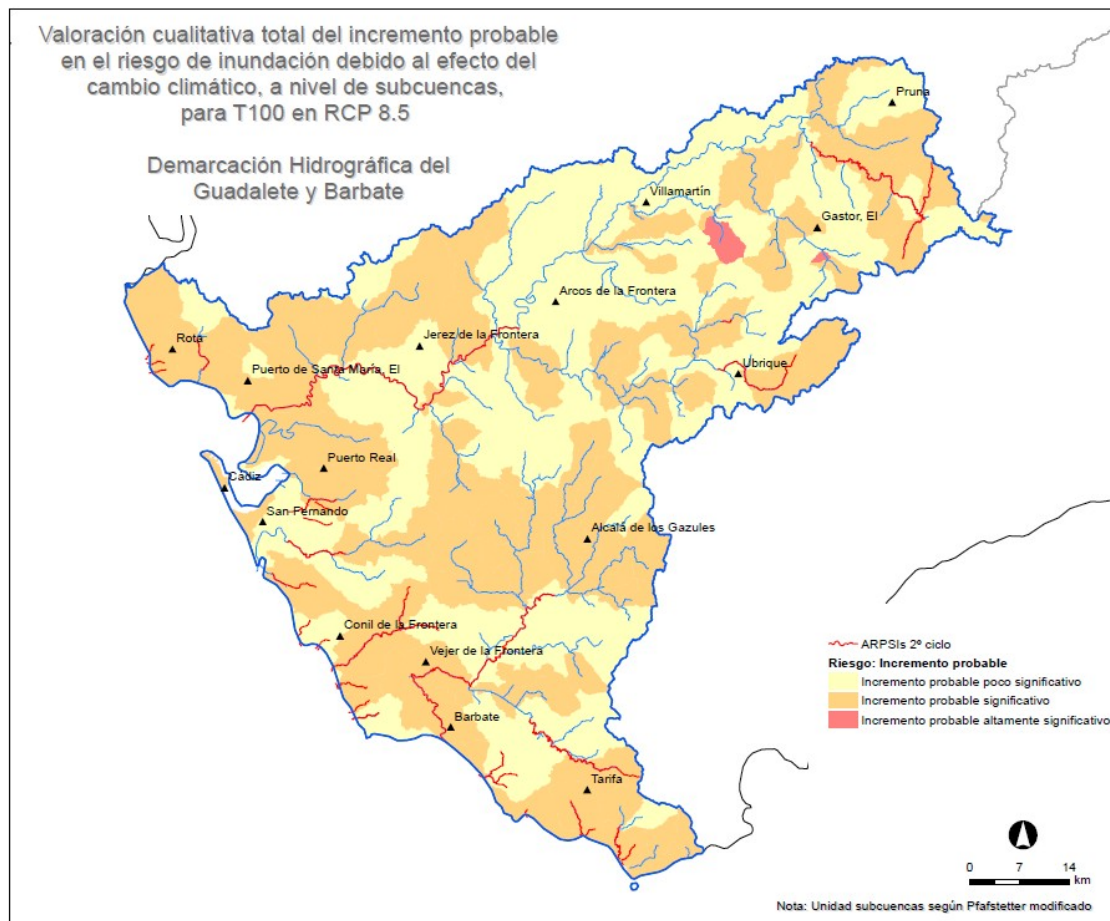 Valoración cualitativa total del incremento probable
en el riesgo de inundación debido al efecto del
cambio climático, a nivel de subcuencas,
para T100 en RCP 8.5
Demarcación Hidrográfica del
Guadalete y Barbate
Pruna
Villamartín
Gastor, El
Arcos de la Frontera
Jerez de la Frontera
Rota
Ubrique
Puerto de Santa María, El
Puerto Real
Cádiz
San Fernando
Alcalá de los Gazules
Conil de la Frontera
Vejer de la Frontera
Barbate
Tarifa
ARPSIs 2º ciclo
Riesgo: Incremento probable
Incremento probable poco significativo
Incremento probable significativo
Incremento probable altamente significativo
0 7 14
km
Nota: Unidad subcuencas según Pfafstetter modificado